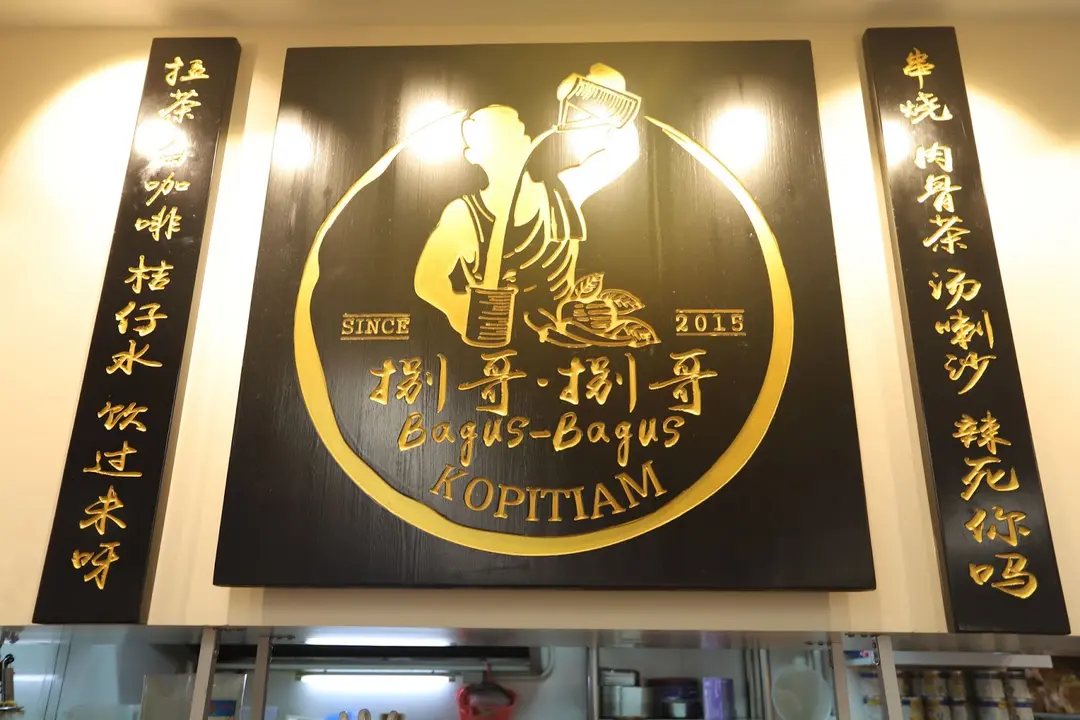 拉茶 白咖啡 桔仔水 饮过未呀
SINCE 2015
捌哥·捌哥
Bagus-Bagus
KOPITIAM
串烧 肉骨茶 汤喇沙 辣死你吗